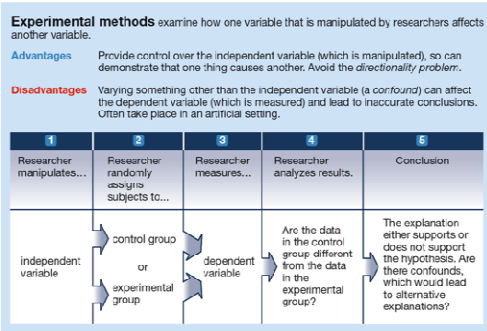 Experimental methods examine how one variable that is manipulated by researchers affects
another variable.
Advantages Provide control over the independent variable (which is manipulated), so can
demonstrate that one thing causes another. Avoid the directionality problem.
Disadvantages Varying something other than the independent variable (a confound) can affect
the dependent variable (which is measured) and lead to inaccurate conclusions.
Often take place in an artificial setting.
1 2 3 4 5
Researcher
manipulates...
Researcher
randomly
assigns
subjects to...
Researcher
measures...
Researcher
analyzes results.
Conclusion
independent
variable
control group
or
experimental
group
dependent
variable
Are the data
in the control
group different
from the data
in the
experimental
group?
The explanation
either supports or
does not support
the hypothesis. Are
there confounds,
which would lead
to alternative
explanations?